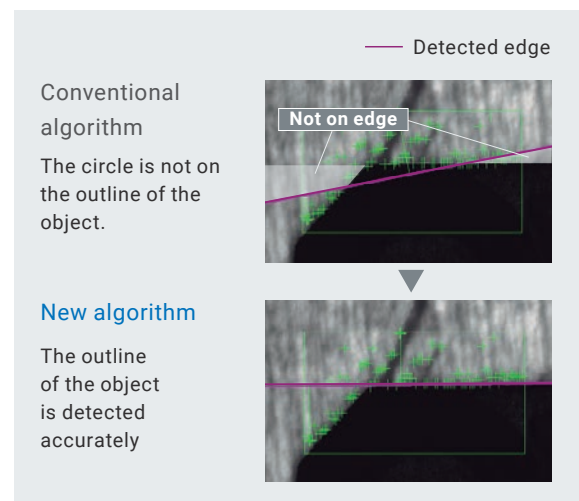 Detected edge
Conventional
algorithm
The circle is not on
the outline of the
object.
Not on edge
New algorithm
The outline
of the object
is detected
accurately